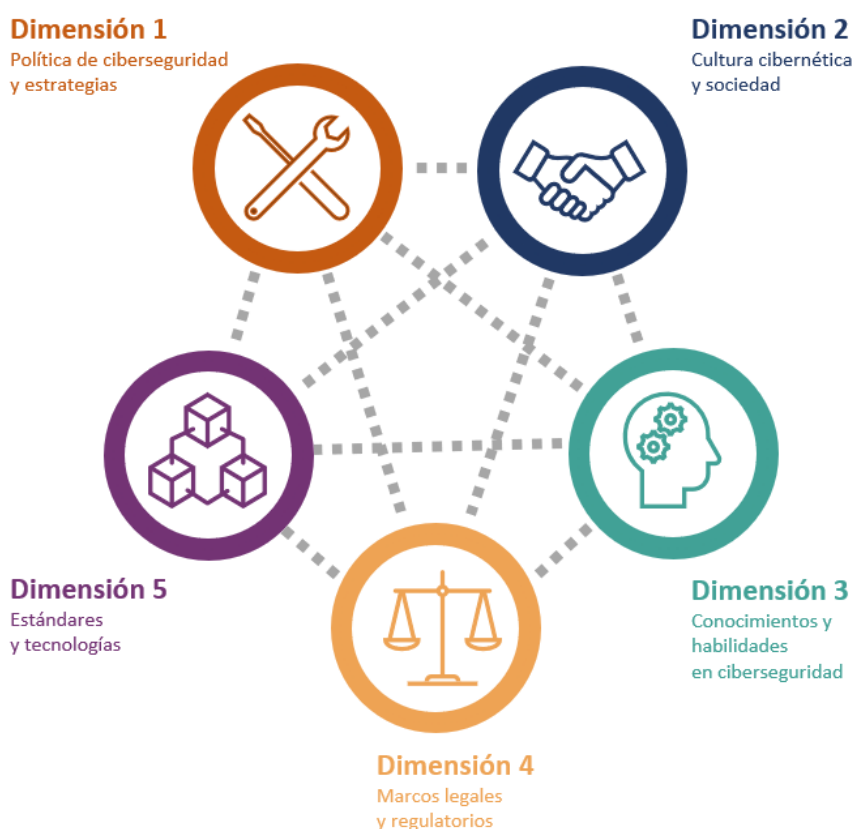 Dimensión 1
Política de ciberseguridad
y estrategias
Dimensión 2
Cultura cibernética
y sociedad
Dimensión 5
Estándares
y tecnologías
Dimensión 3
Conocimientos y
habilidades
en ciberseguridad
Dimensión 4
Marcos legales
y regulatorios